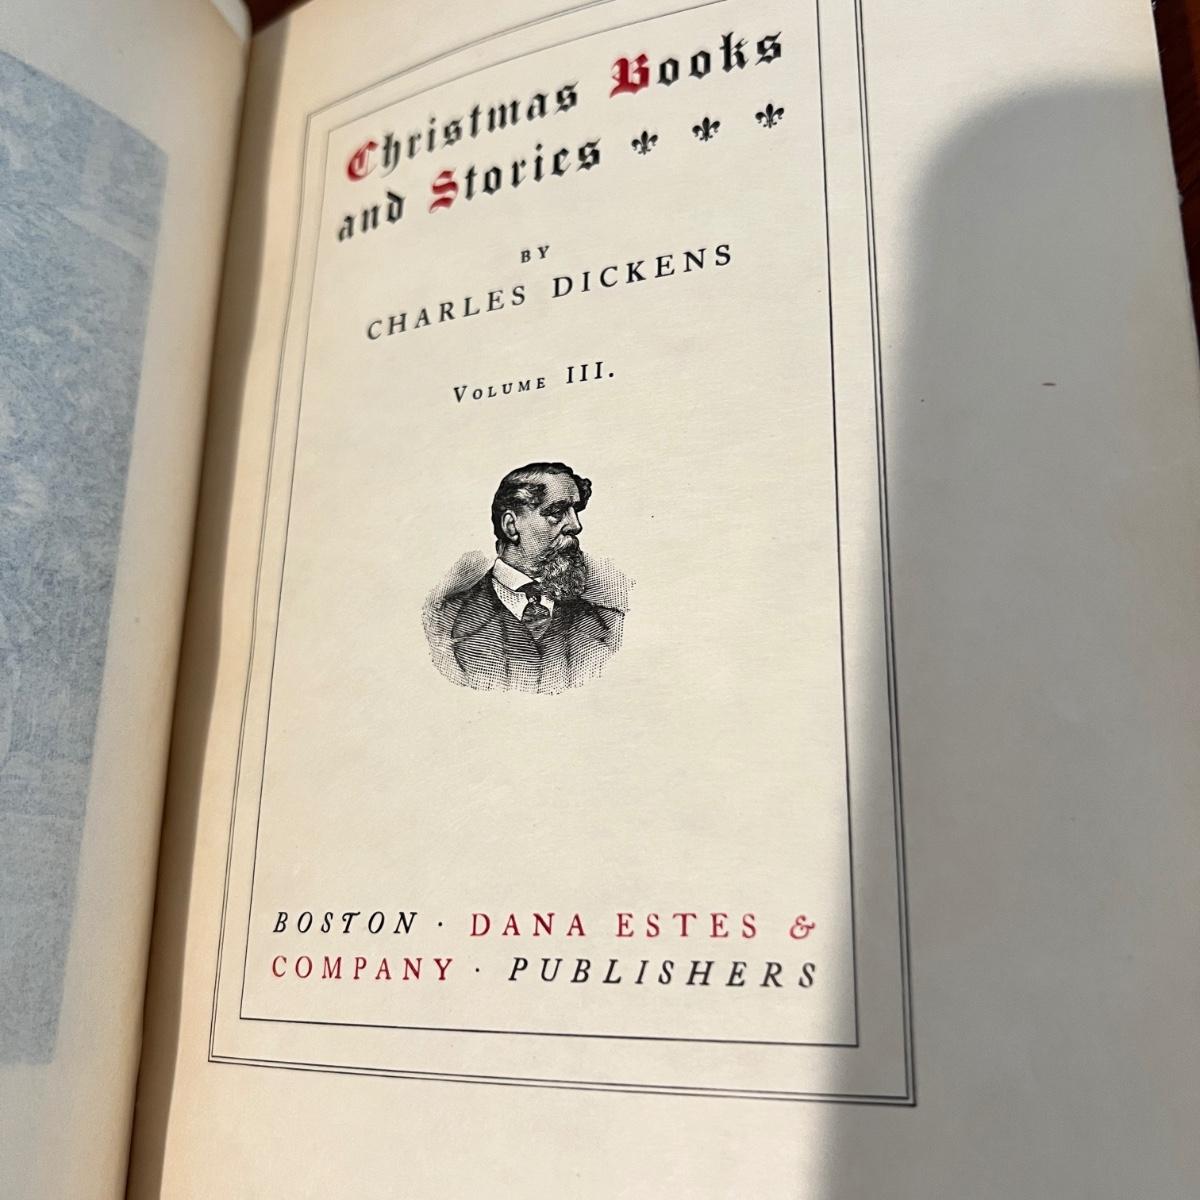 Christmas Books
and Stories
BY
CHARLES DICKENS
VOLUME III.
BOSTON · DANA ESTES &
COMPANY · PUBLISHERS